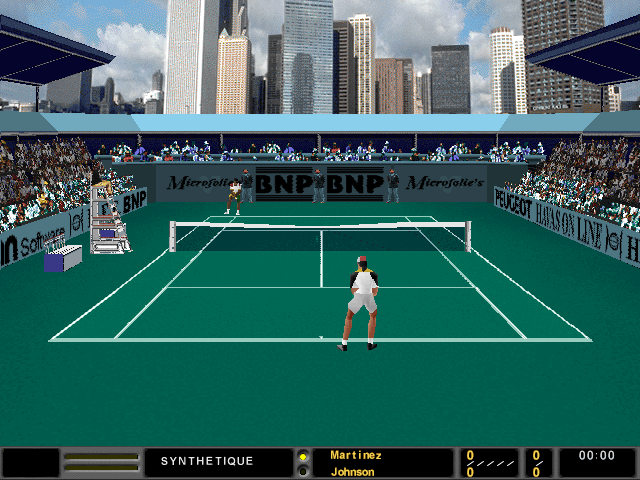 Microfolie's BNP BNP Microfolie's
BNP
PEUGEOT HAVAS ON LINE H
n Software
SYNTHETIQUE
Martinez 0 0
Johnson 0 0
00:00